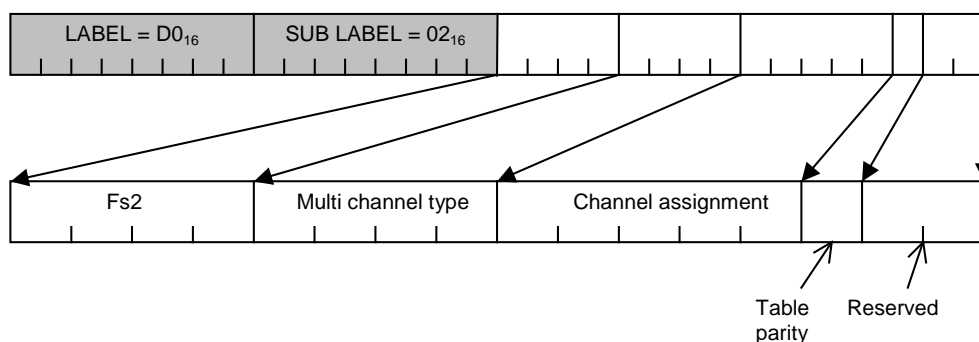 LABEL = D0₁₆ SUB LABEL = 02₁₆
Fs2 Multi channel type Channel assignment
Table parity
Reserved